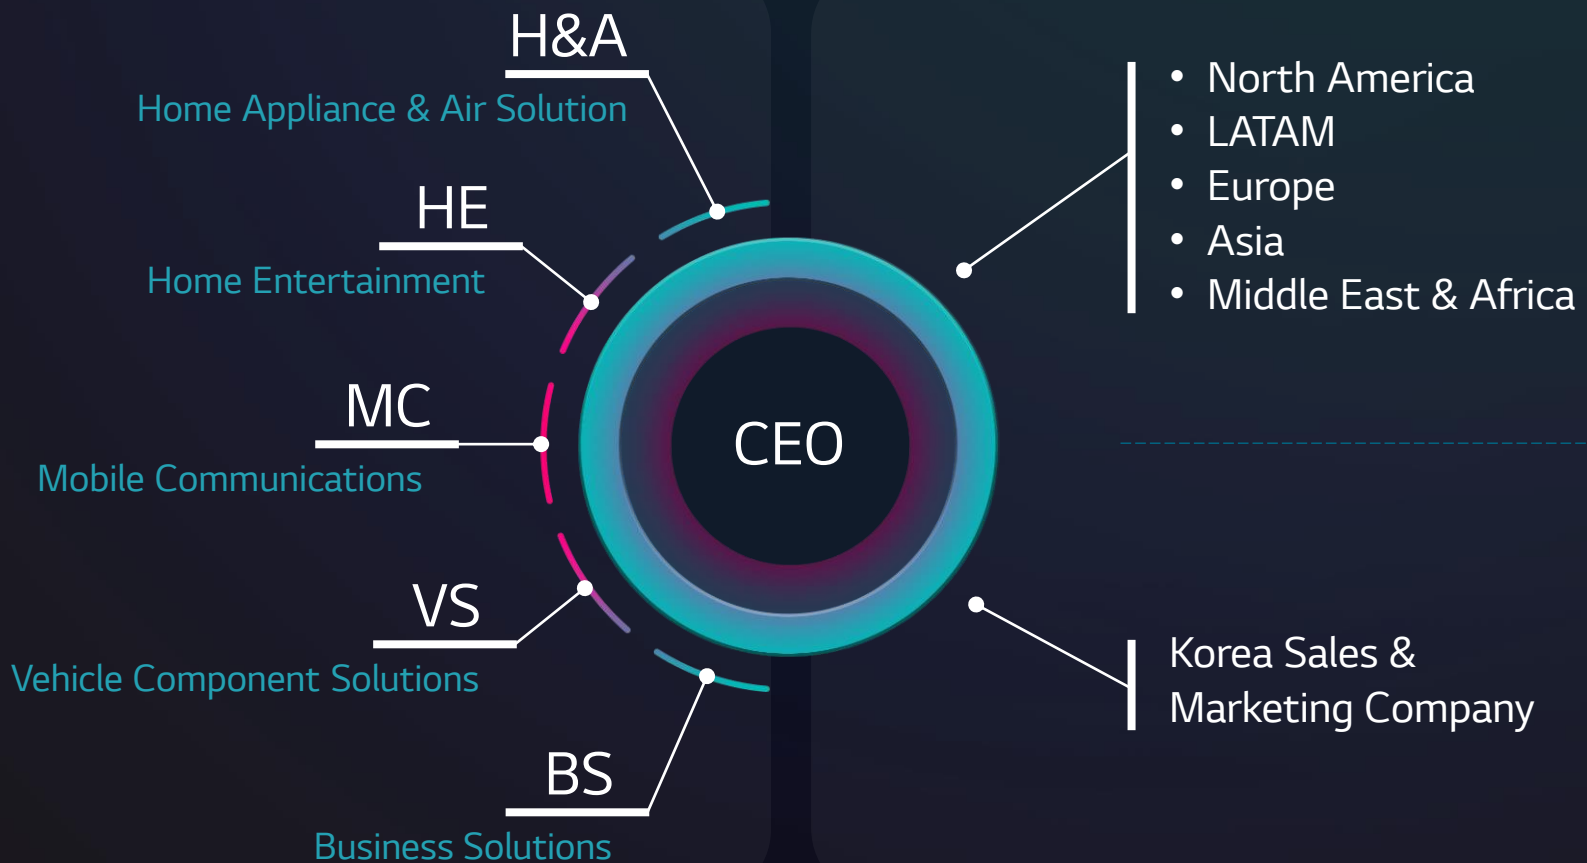 H&A
Home Appliance & Air Solution
HE
Home Entertainment
MC
Mobile Communications
VS
Vehicle Component Solutions
BS
Business Solutions
CEO
• North America
• LATAM
• Europe
• Asia
• Middle East & Africa
Korea Sales &
Marketing Company